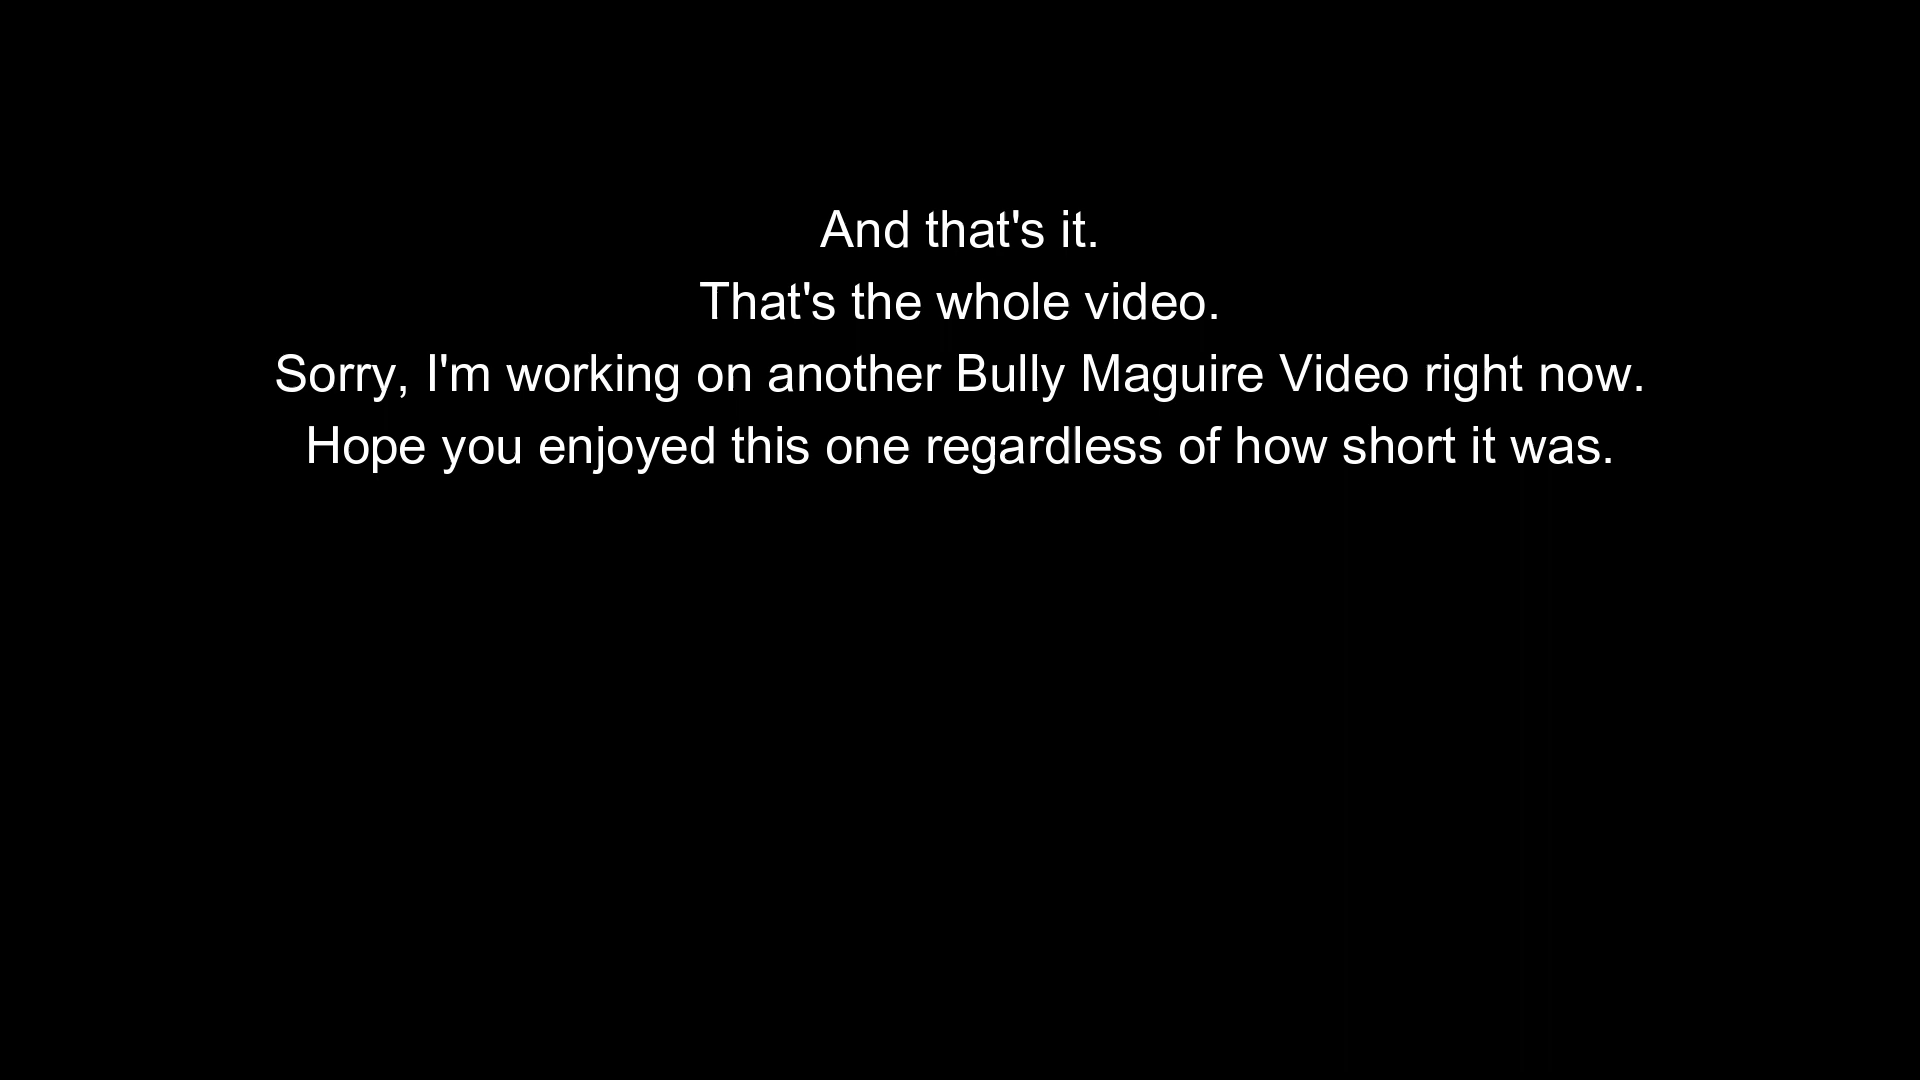 And that's it.
That's the whole video.
Sorry, I'm working on another Bully Maguire Video right now.
Hope you enjoyed this one regardless of how short it was.